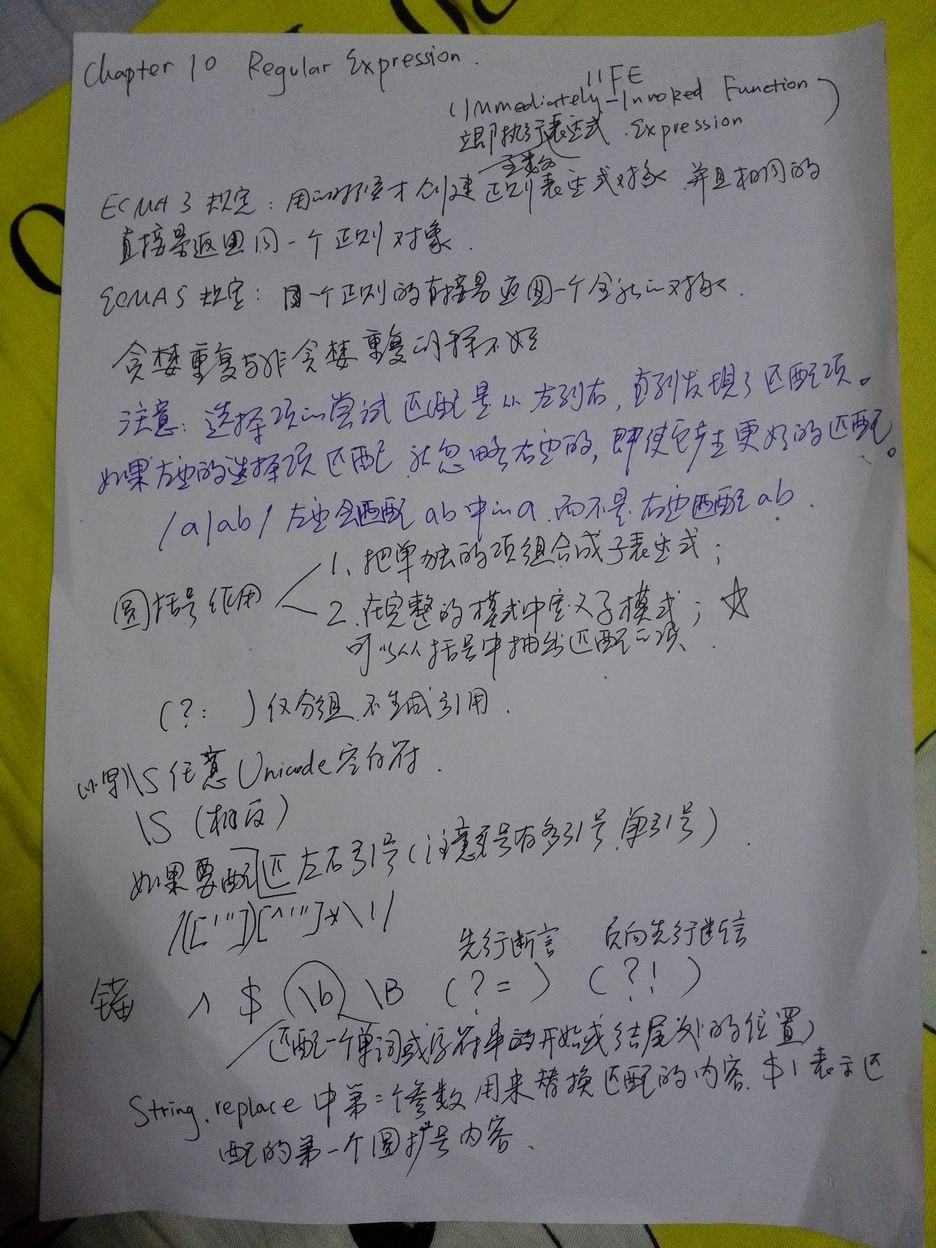 Chapter 10 Regular Expression.
IIFE
(Immediately-Invoked Function
立即执行表达式 Expression)
函数
ECMA 3 规定：用的时候才创建正则表达式对象 并且相同的
直接量返回同一个正则对象.
ECMA5 规定：同一个正则的直接量返回一个全新的对象.
贪婪重复与非贪婪重复 不好
注意：选择项的尝试匹配是从左到右，直到发现了匹配项。
如果左边的选择项匹配 就忽略右边的，即使它产生更好的匹配。
/a|ab/ 左边会匹配 ab 中的 a. 而不是右边匹配 ab.
圆括号作用
1. 把单独的项组合成子表达式；
2. 在完整的模式中定义子模式； ☆
可以从括号中抽出匹配的项.
(?: ) 仅分组 不生成引用.
(小写)\S 任意 Unicode 空白符.
\S (相反)
如果要配匹左右引号(注意 号有多引号 单引号).
/(['"])[^'"]*\1/
先行断言 负向先行断言
锚 ^ $ \b \B (?= ) (?! )
匹配一个单词或字符串的开始或结尾处的位置)
String.replace 中第二个参数用来替换匹配的内容. $1 表示匹
配的第一个圆扩号内容.